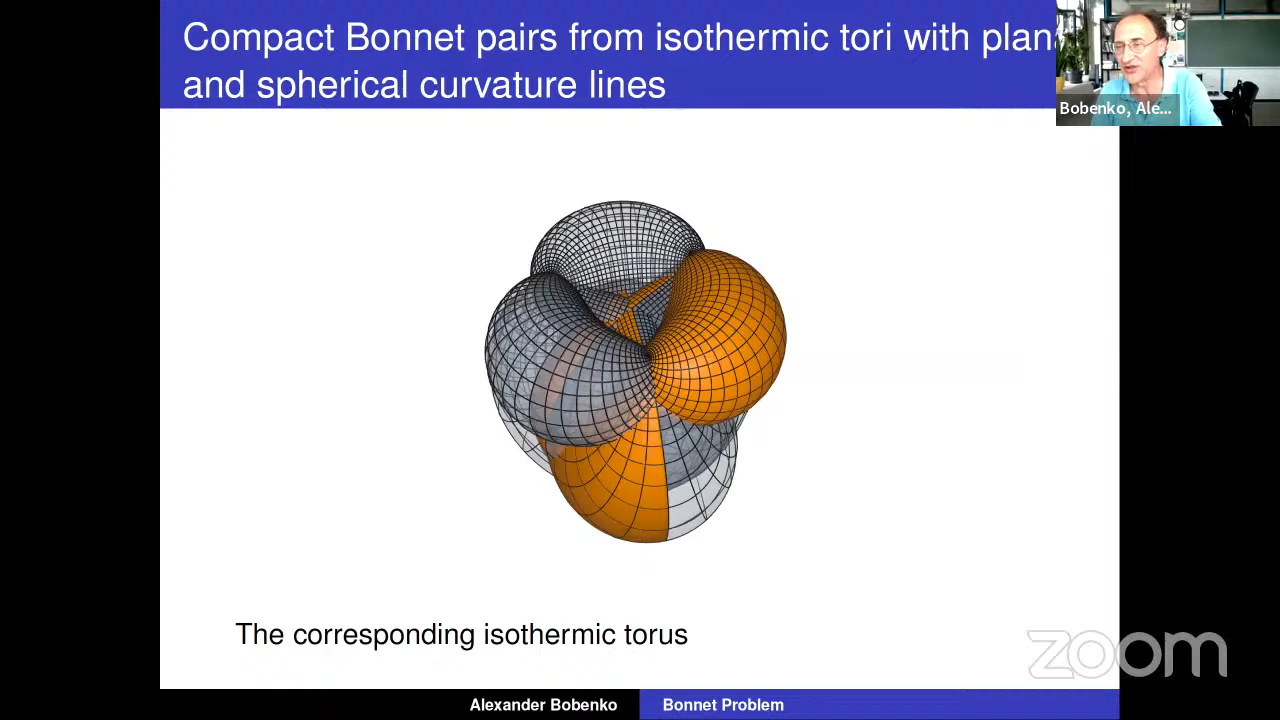 Compact Bonnet pairs from isothermic tori with plana
and spherical curvature lines
Bobenko, Ale...
The corresponding isothermic torus
zoom
Alexander Bobenko
Bonnet Problem